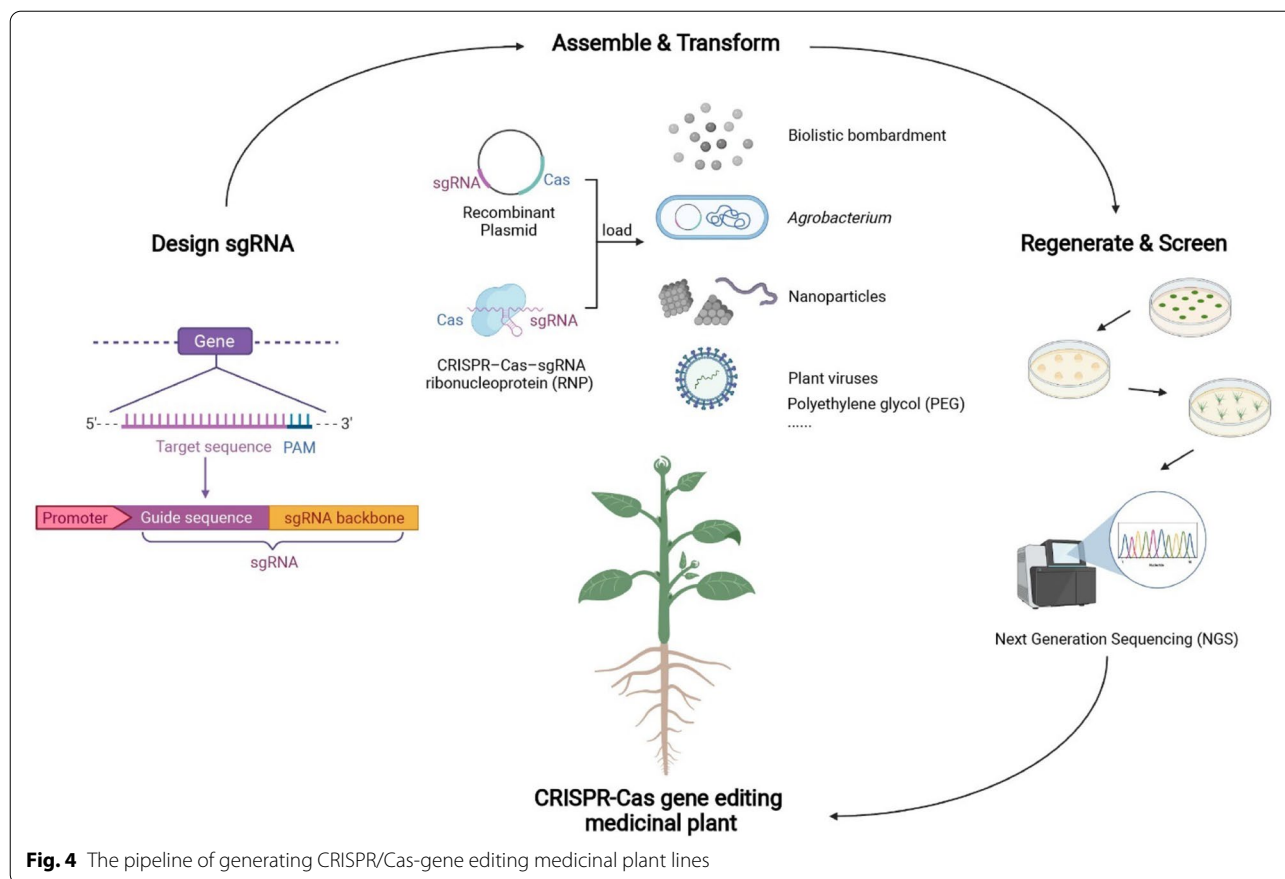 Assemble & Transform
Design sgRNA
Gene
5'
3'
Target sequence PAM
Promoter Guide sequence sgRNA backbone
sgRNA
sgRNA
Cas
Recombinant
Plasmid
load
Cas
sgRNA
CRISPR–Cas–sgRNA
ribonucleoprotein (RNP)
Biolistic bombardment
Agrobacterium
Nanoparticles
Plant viruses
Polyethylene glycol (PEG)
......
Regenerate & Screen
Next Generation Sequencing (NGS)
CRISPR-Cas gene editing
medicinal plant
Fig. 4 The pipeline of generating CRISPR/Cas-gene editing medicinal plant lines